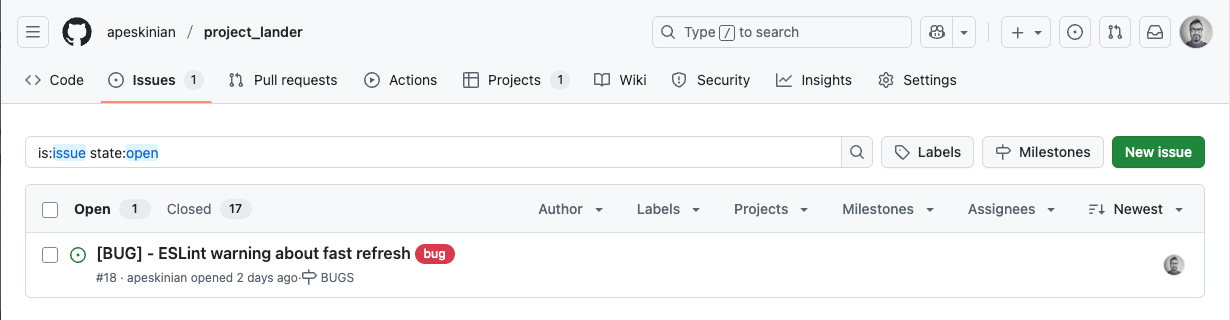 apeskinian / project_lander Type / to search
Code Issues 1 Pull requests Actions Projects 1 Wiki Security Insights Settings
is:issue state:open Labels Milestones New issue
Open 1 Closed 17 Author Labels Projects Milestones Assignees Newest
[BUG] - ESLint warning about fast refresh bug
#18 · apeskinian opened 2 days ago· BUGS